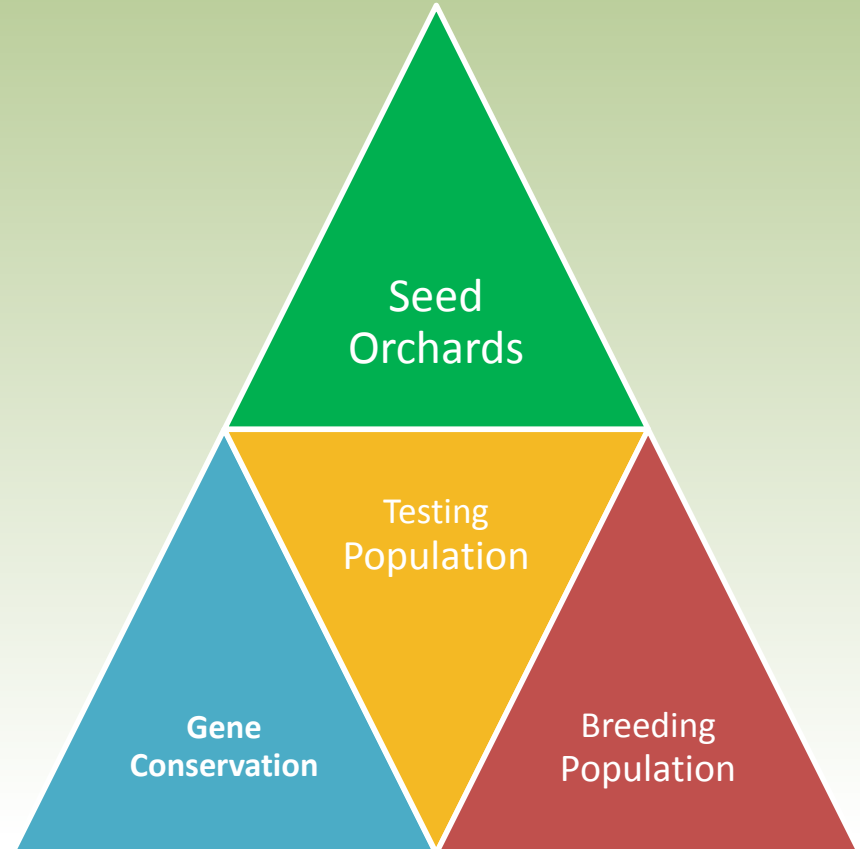 Seed
Orchards
Testing
Population
Gene
Conservation
Breeding
Population